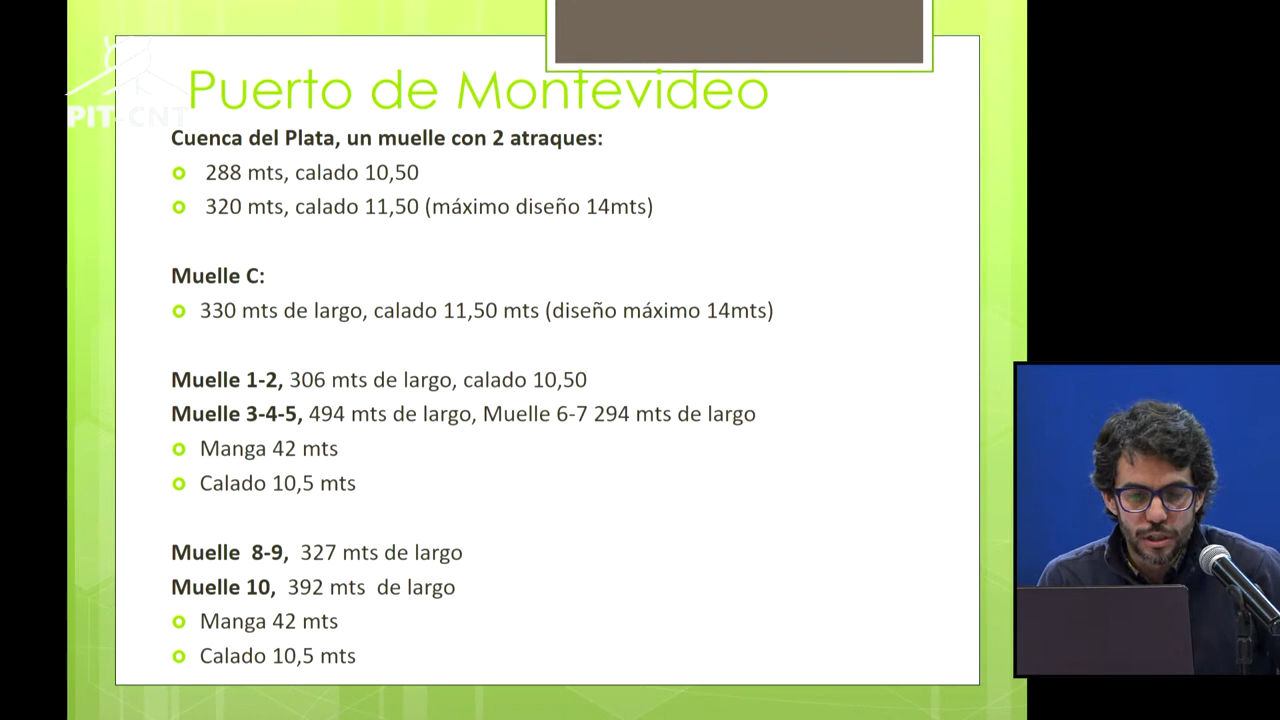 Puerto de Montevideo
PIT-CNT
Cuenca del Plata, un muelle con 2 atraques:
288 mts, calado 10,50
320 mts, calado 11,50 (máximo diseño 14mts)
Muelle C:
330 mts de largo, calado 11,50 mts (diseño máximo 14mts)
Muelle 1-2, 306 mts de largo, calado 10,50
Muelle 3-4-5, 494 mts de largo, Muelle 6-7 294 mts de largo
Manga 42 mts
Calado 10,5 mts
Muelle 8-9, 327 mts de largo
Muelle 10, 392 mts de largo
Manga 42 mts
Calado 10,5 mts